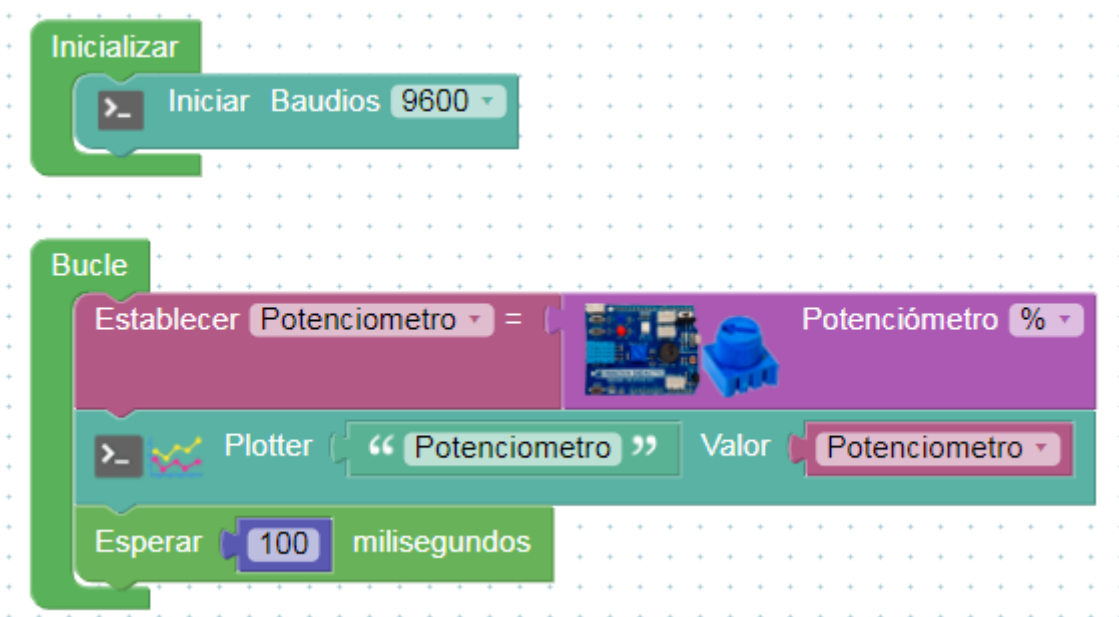 Inicializar
>_ Iniciar Baudios 9600
Bucle
Establecer Potenciometro = Potenciómetro %
>_ Plotter “ Potenciometro ” Valor Potenciometro
Esperar 100 milisegundos